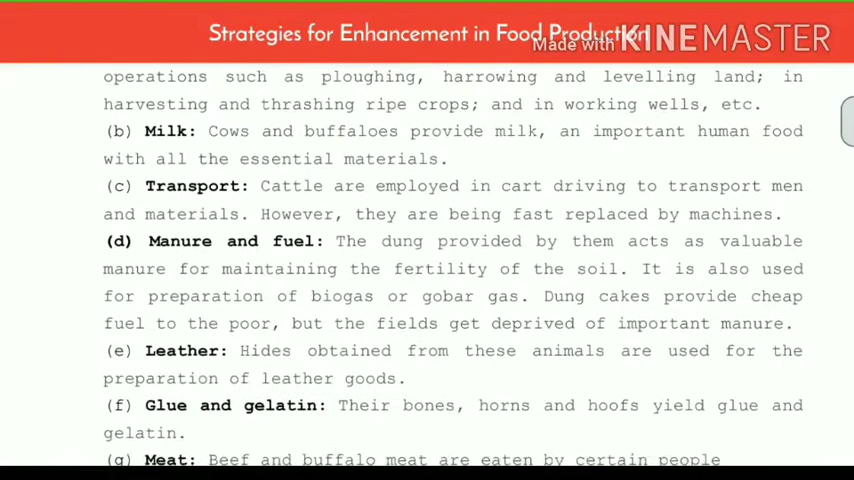 Strategies for Enhancement in Food Production
Made with KINEMASTER
operations such as ploughing, harrowing and levelling land; in
harvesting and thrashing ripe crops; and in working wells, etc.
(b) Milk: Cows and buffaloes provide milk, an important human food
with all the essential materials.
(c) Transport: Cattle are employed in cart driving to transport men
and materials. However, they are being fast replaced by machines.
(d) Manure and fuel: The dung provided by them acts as valuable
manure for maintaining the fertility of the soil. It is also used
for preparation of biogas or gobar gas. Dung cakes provide cheap
fuel to the poor, but the fields get deprived of important manure.
(e) Leather: Hides obtained from these animals are used for the
preparation of leather goods.
(f) Glue and gelatin: Their bones, horns and hoofs yield glue and
gelatin.
(g) Meat: Beef and buffalo meat are eaten by certain people